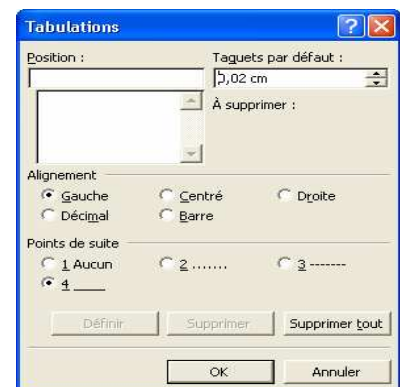 Tabulations
Position :
Taquets par défaut :
5,02 cm
À supprimer :
Alignement
Gauche
Centré
Droite
Décimal
Barre
Points de suite
1 Aucun
2 .......
3 -------
4 ____
Définir
Supprimer
Supprimer tout
OK
Annuler